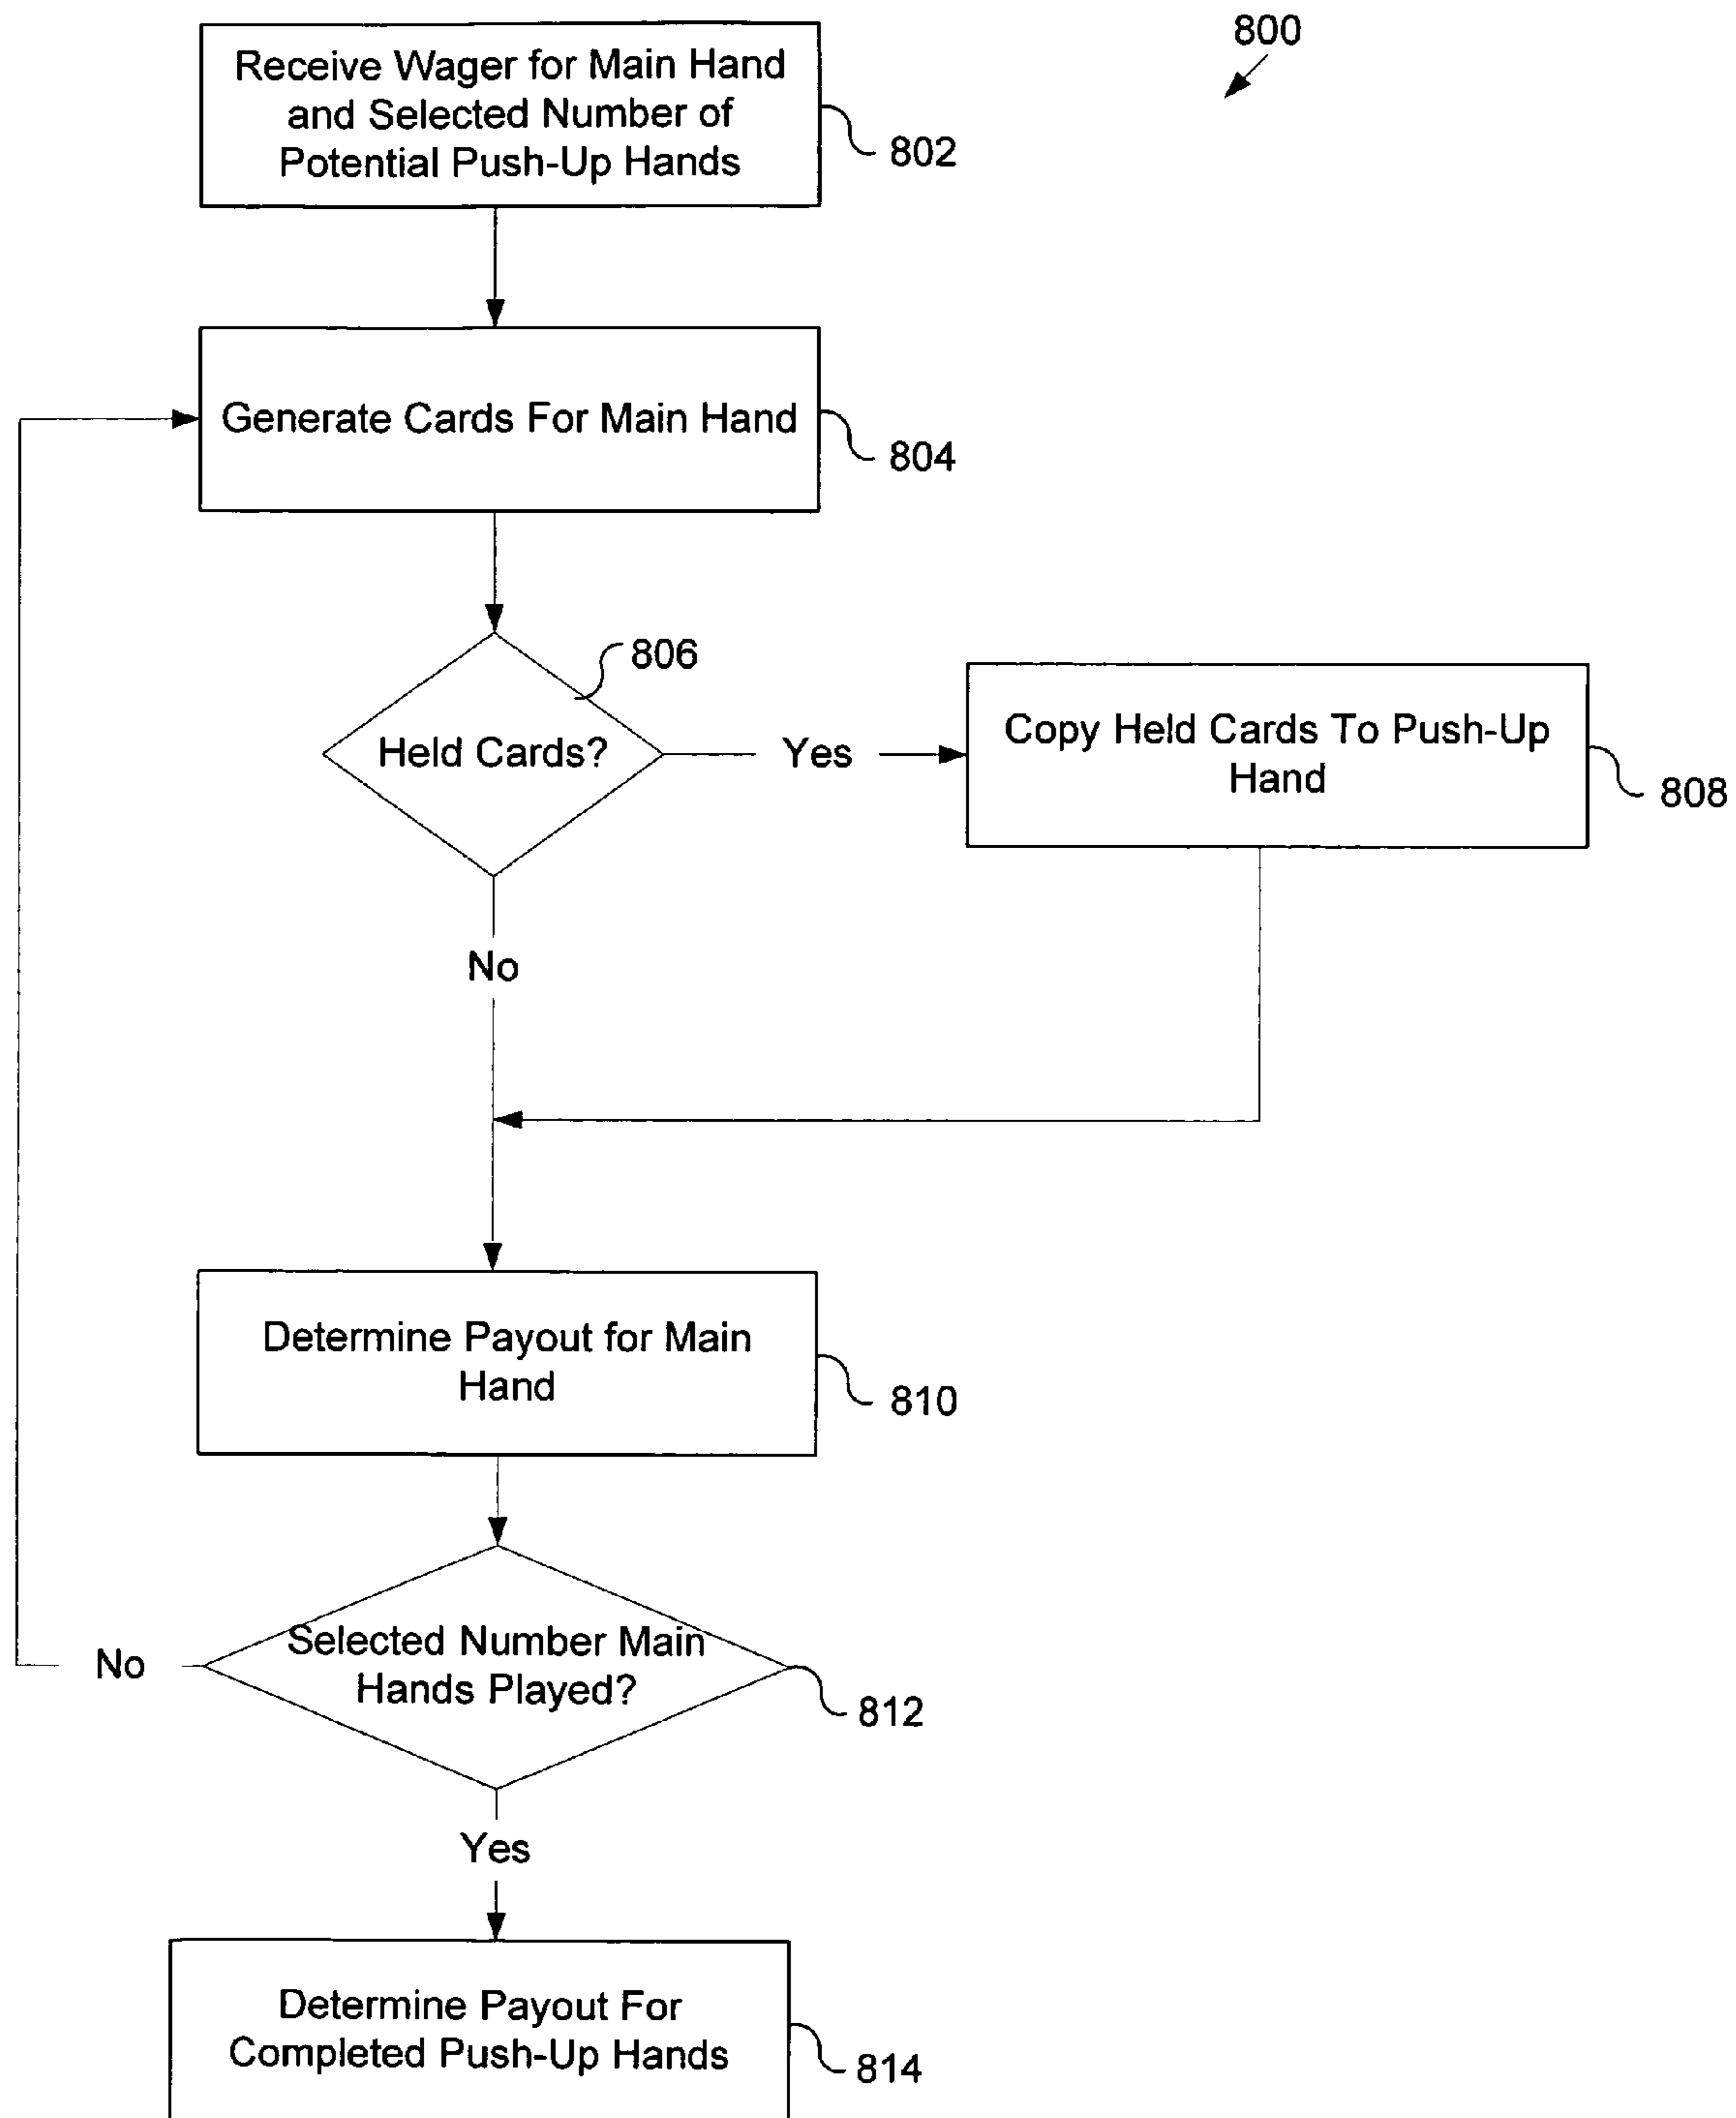 800
Receive Wager for Main Hand
and Selected Number of
Potential Push-Up Hands
802
Generate Cards For Main Hand
804
806
Held Cards?
Yes
Copy Held Cards To Push-Up
Hand
808
No
Determine Payout for Main
Hand
810
Selected Number Main
Hands Played?
No
812
Yes
Determine Payout For
Completed Push-Up Hands
814